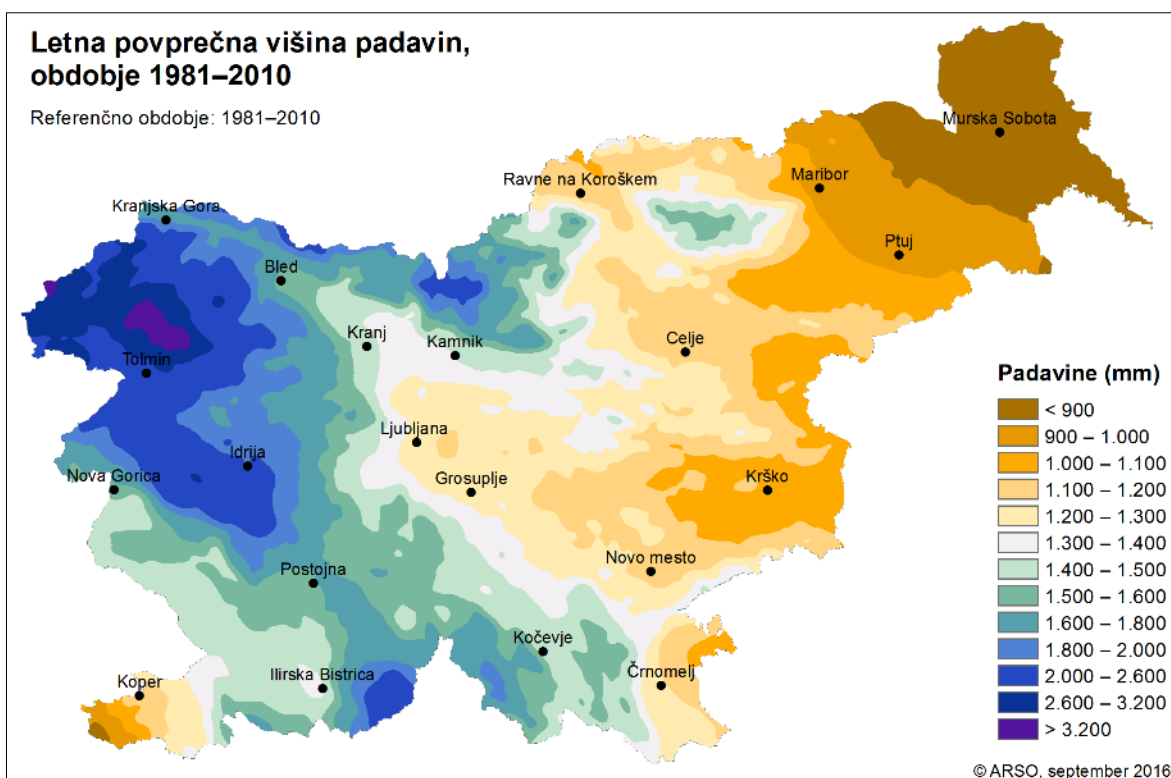 Letna povprečna višina padavin,
obdobje 1981–2010
Referenčno obdobje: 1981–2010
Murska Sobota
Ravne na Koroškem
Maribor
Kranjska Gora
Ptuj
Bled
Kranj
Kamnik
Celje
Tolmin
Ljubljana
Idrija
Nova Gorica
Grosuplje
Krško
Novo mesto
Postojna
Kočevje
Črnomelj
Koper
Ilirska Bistrica
Padavine (mm)
< 900
900 – 1.000
1.000 – 1.100
1.100 – 1.200
1.200 – 1.300
1.300 – 1.400
1.400 – 1.500
1.500 – 1.600
1.600 – 1.800
1.800 – 2.000
2.000 – 2.600
2.600 – 3.200
> 3.200
© ARSO, september 2016